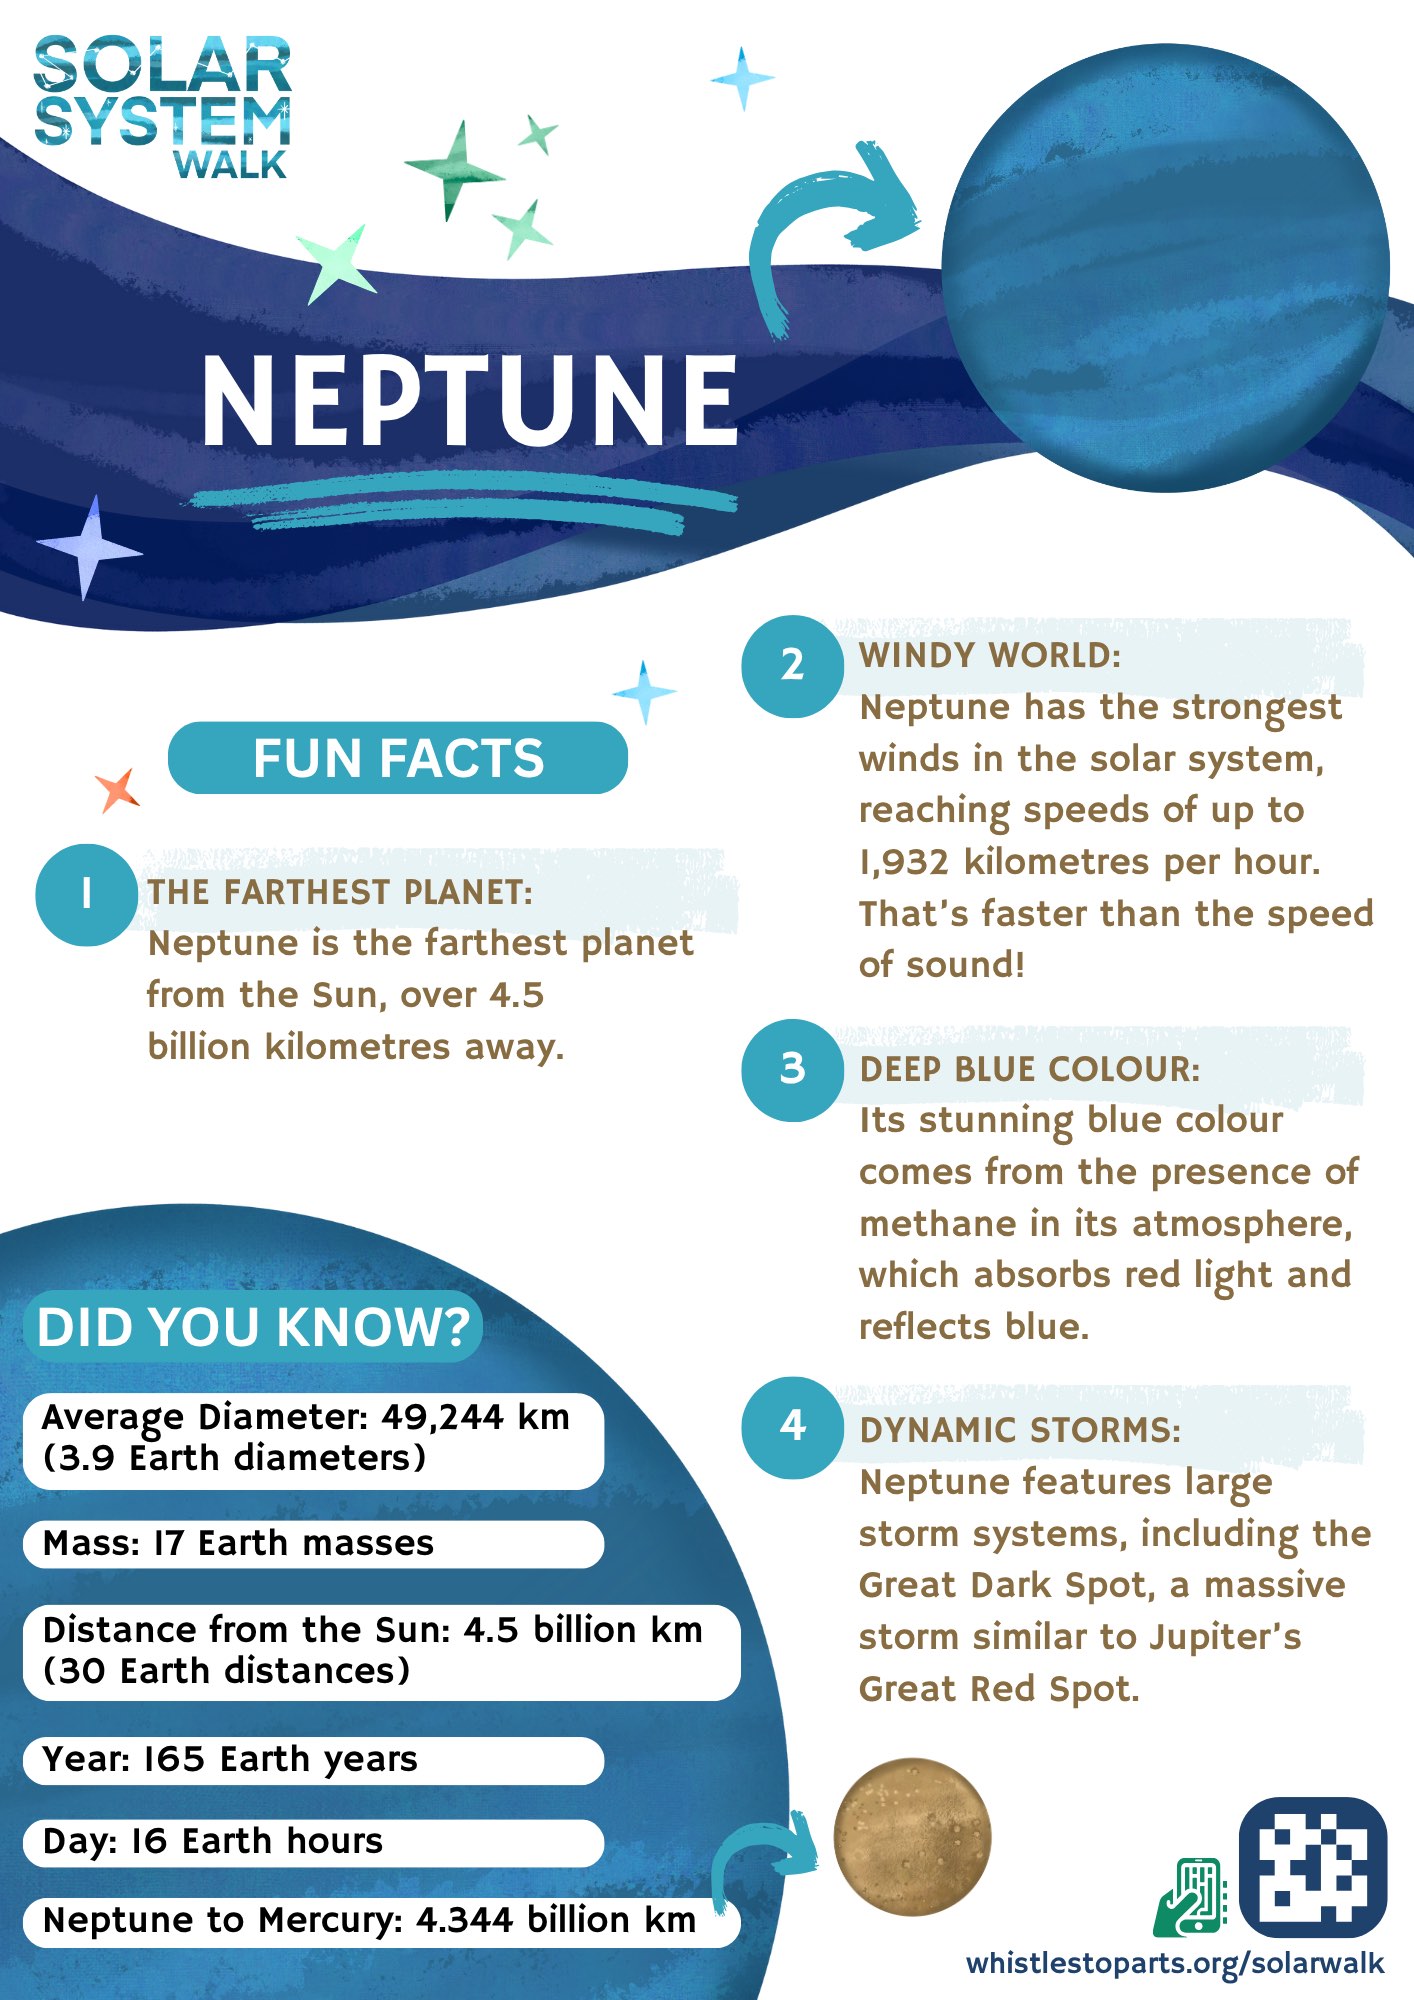 SOLAR
SYSTEM
WALK
NEPTUNE
FUN FACTS
1
THE FARTHEST PLANET:
Neptune is the farthest planet
from the Sun, over 4.5
billion kilometres away.
2
WINDY WORLD:
Neptune has the strongest
winds in the solar system,
reaching speeds of up to
1,932 kilometres per hour.
That's faster than the speed
of sound!
3
DEEP BLUE COLOUR:
Its stunning blue colour
comes from the presence of
methane in its atmosphere,
which absorbs red light and
reflects blue.
4
DYNAMIC STORMS:
Neptune features large
storm systems, including the
Great Dark Spot, a massive
storm similar to Jupiter's
Great Red Spot.
DID YOU KNOW?
Average Diameter: 49,244 km
(3.9 Earth diameters)
Mass: 17 Earth masses
Distance from the Sun: 4.5 billion km
(30 Earth distances)
Year: 165 Earth years
Day: 16 Earth hours
Neptune to Mercury: 4.344 billion km
whistlestoparts.org/solarwalk